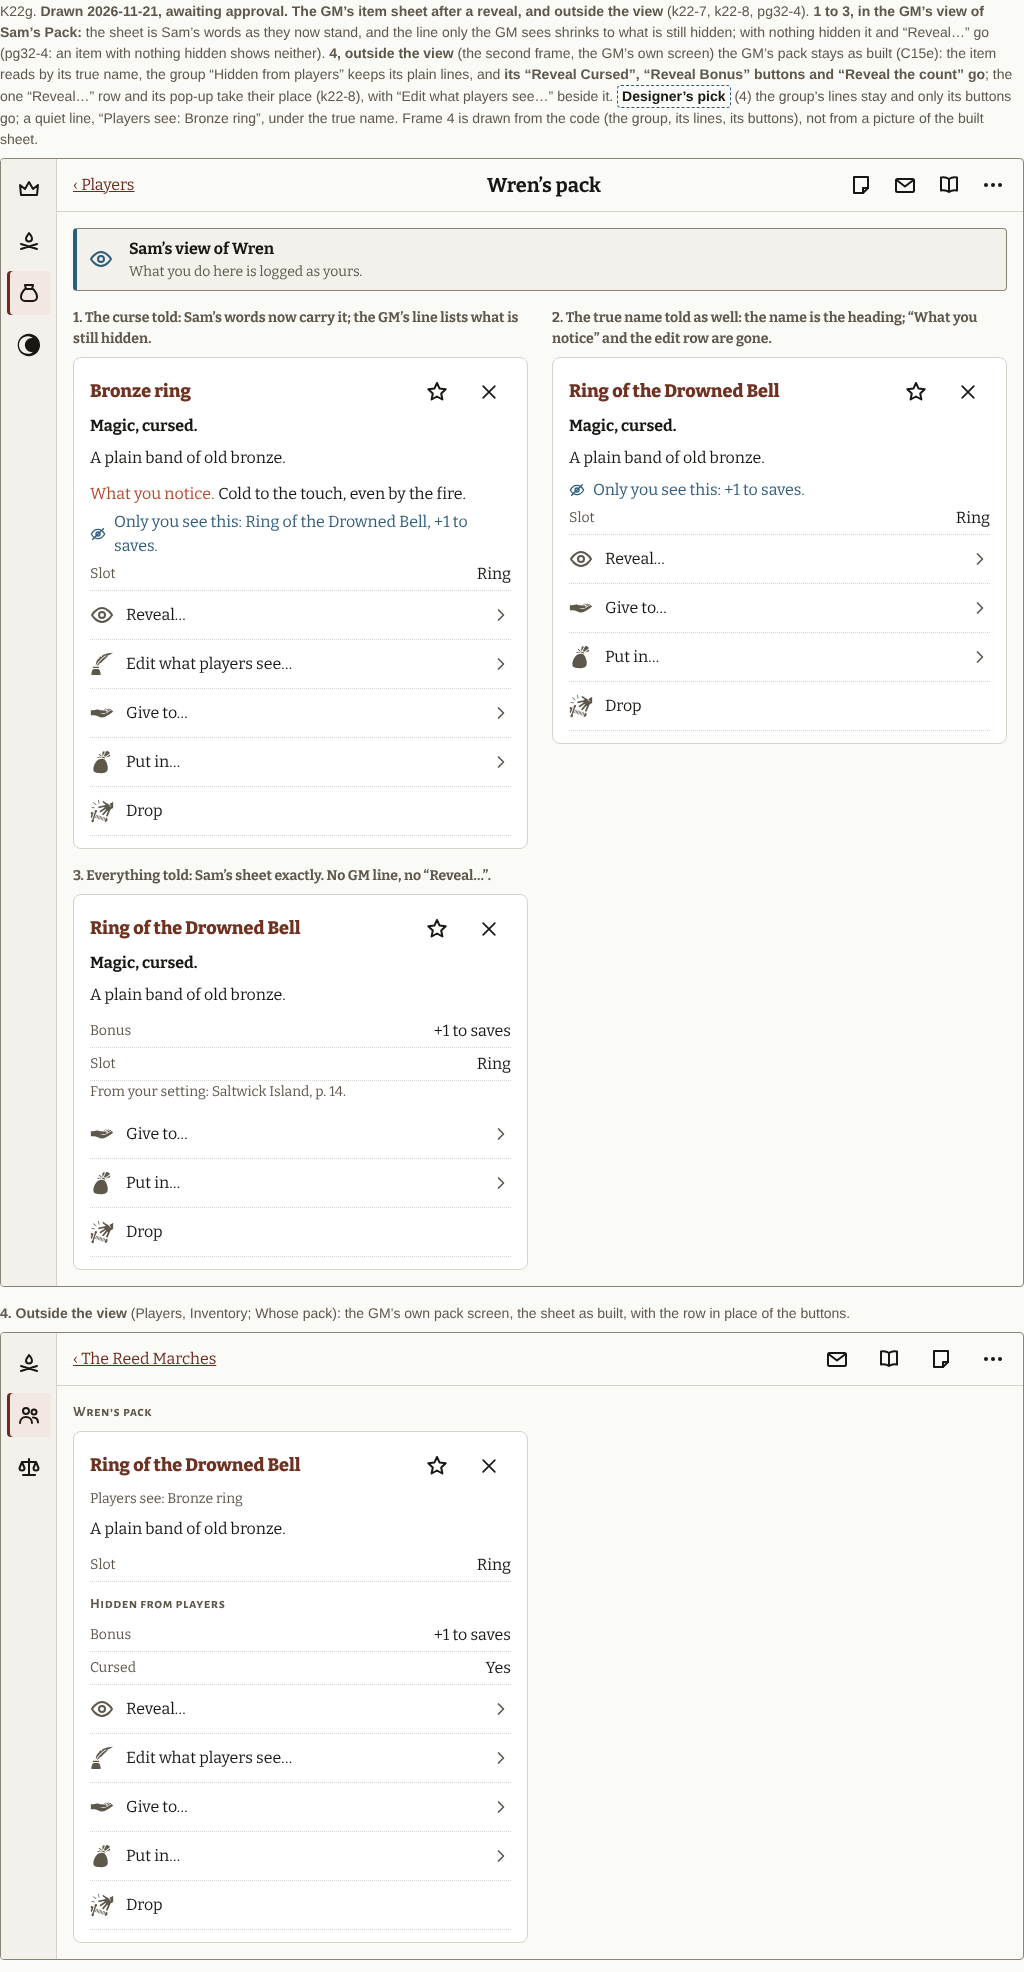 K22g. Drawn 2026-11-21, awaiting approval. The GM’s item sheet after a reveal, and outside the view (k22-7, k22-8, pg32-4). 1 to 3, in the GM’s view of
Sam’s Pack: the sheet is Sam’s words as they now stand, and the line only the GM sees shrinks to what is still hidden; with nothing hidden it and “Reveal…” go
(pg32-4: an item with nothing hidden shows neither). 4, outside the view (the second frame, the GM’s own screen) the GM’s pack stays as built (C15e): the item
reads by its true name, the group “Hidden from players” keeps its plain lines, and its “Reveal Cursed”, “Reveal Bonus” buttons and “Reveal the count” go; the
one “Reveal…” row and its pop-up take their place (k22-8), with “Edit what players see…” beside it. Designer’s pick (4) the group’s lines stay and only its buttons
go; a quiet line, “Players see: Bronze ring”, under the true name. Frame 4 is drawn from the code (the group, its lines, its buttons), not from a picture of the built
sheet.
‹ Players
Wren’s pack
Sam’s view of Wren
What you do here is logged as yours.
1. The curse told: Sam’s words now carry it; the GM’s line lists what is
still hidden.
Bronze ring
Magic, cursed.
A plain band of old bronze.
What you notice. Cold to the touch, even by the fire.
Only you see this: Ring of the Drowned Bell, +1 to
saves.
Slot Ring
Reveal…
Edit what players see…
Give to…
Put in…
Drop
2. The true name told as well: the name is the heading; “What you
notice” and the edit row are gone.
Ring of the Drowned Bell
Magic, cursed.
A plain band of old bronze.
Only you see this: +1 to saves.
Slot Ring
Reveal…
Give to…
Put in…
Drop
3. Everything told: Sam’s sheet exactly. No GM line, no “Reveal…”.
Ring of the Drowned Bell
Magic, cursed.
A plain band of old bronze.
Bonus +1 to saves
Slot Ring
From your setting: Saltwick Island, p. 14.
Give to…
Put in…
Drop
4. Outside the view (Players, Inventory; Whose pack): the GM’s own pack screen, the sheet as built, with the row in place of the buttons.
‹ The Reed Marches
Wren’s pack
Ring of the Drowned Bell
Players see: Bronze ring
A plain band of old bronze.
Slot Ring
Hidden from players
Bonus +1 to saves
Cursed Yes
Reveal…
Edit what players see…
Give to…
Put in…
Drop